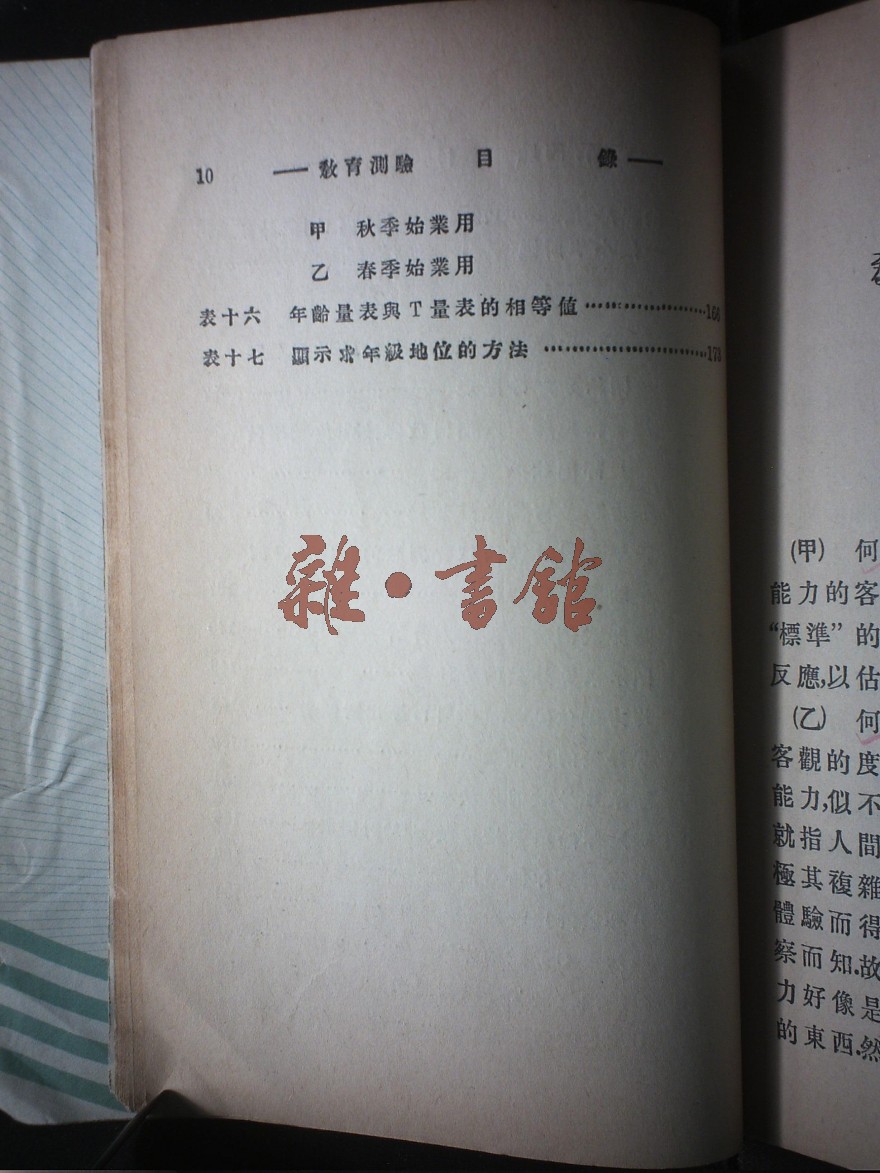 10 — 教育測驗 目 錄 —
甲 秋季始業用
乙 春季始業用
表十六 年齡量表與T量表的相等值 ⋯⋯⋯⋯⋯⋯⋯166
表十七 顯示求年級地位的方法 ⋯⋯⋯⋯⋯⋯⋯⋯
雜・書館
(甲) 何
能力的客
“標準”的
反應,以估
(乙) 何
客觀的度
能力,似不
就指人間
極其複雜
體驗而得
察而知.故
力好像是
的東西.然